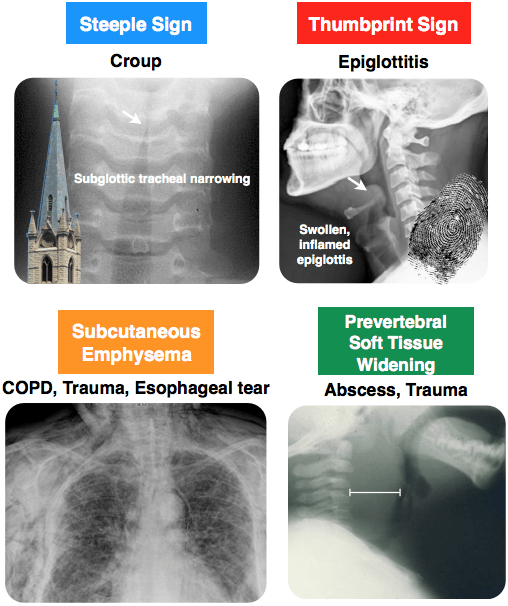 Steeple Sign
Croup
Subglottic tracheal narrowing
Thumbprint Sign
Epiglottitis
Swollen,
inflamed
epiglottis
Subcutaneous
Emphysema
COPD, Trauma, Esophageal tear
Prevertebral
Soft Tissue
Widening
Abscess, Trauma